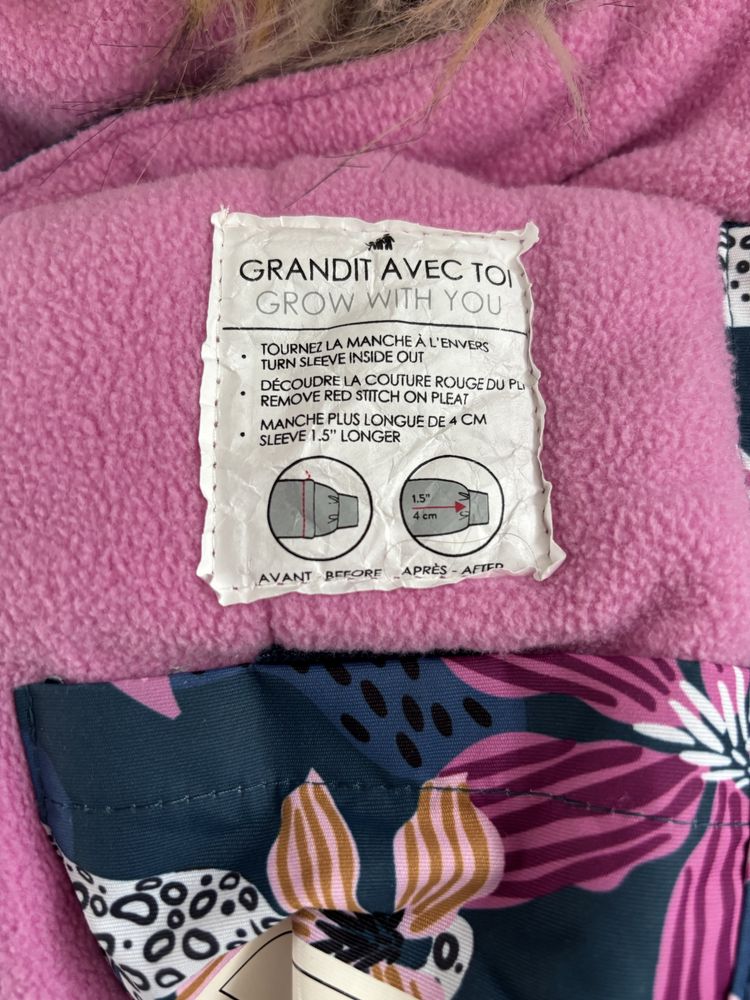 GRANDIT AVEC TOI
GROW WITH YOU
• TOURNEZ LA MANCHE À L'ENVERS
TURN SLEEVE INSIDE OUT
• DÉCOUDRE LA COUTURE ROUGE DU
REMOVE RED STITCH ON PLEAT
• MANCHE PLUS LONGUE DE 4 CM
SLEEVE 1.5" LONGER
1.5"
4 cm
AVANT - BEFORE
APRÈS - AFTER